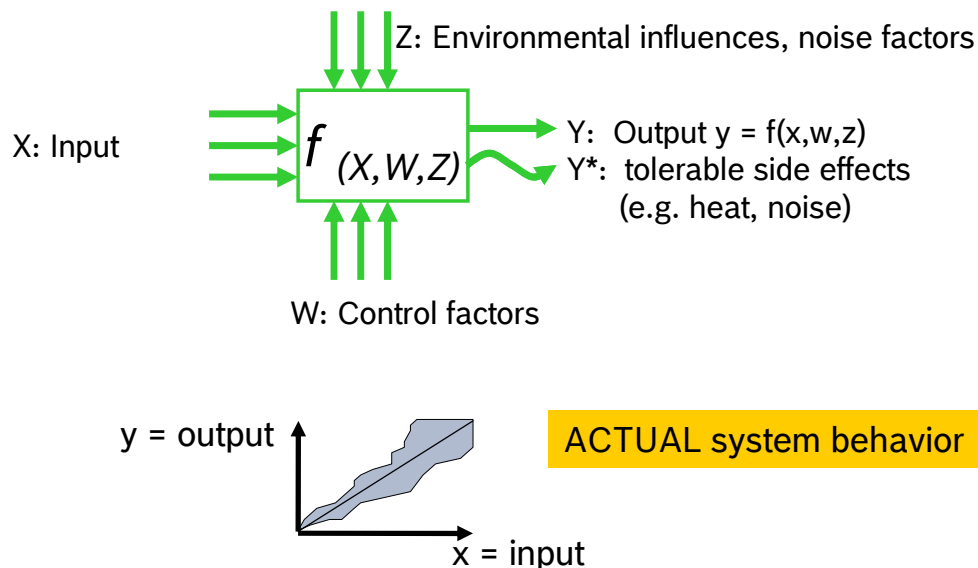 Z: Environmental influences, noise factors
X: Input
f
(X,W,Z)
Y: Output y = f(x,w,z)
Y*: tolerable side effects
(e.g. heat, noise)
W: Control factors
y = output
ACTUAL system behavior
x = input